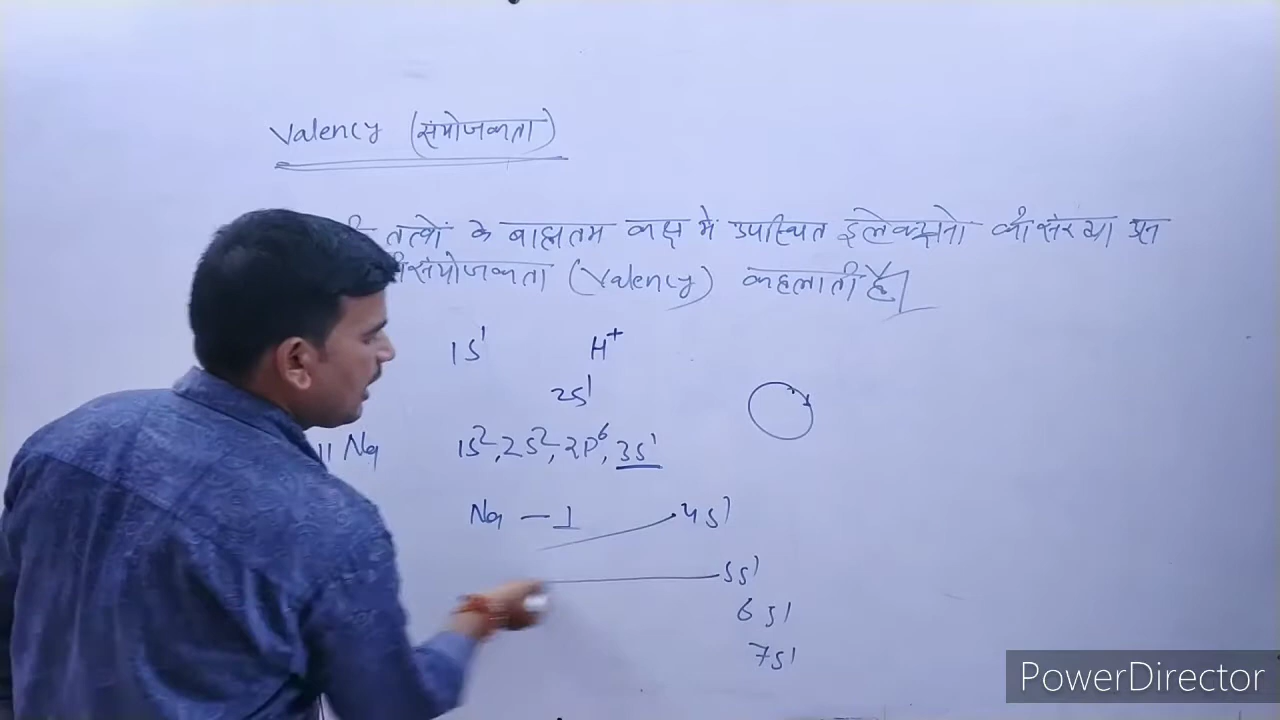 Valency (संयोजकता)
तत्वों के बाह्यतम कक्ष में उपस्थित इलेक्ट्रानो की संख्या उन
संयोजकता (Valency) कहलाती है।
1S¹ H⁺
2S¹
11 Na 1S², 2S², 2P⁶, 3S¹
Na — 1 4S¹
5S¹
6S¹
7S¹
PowerDirector